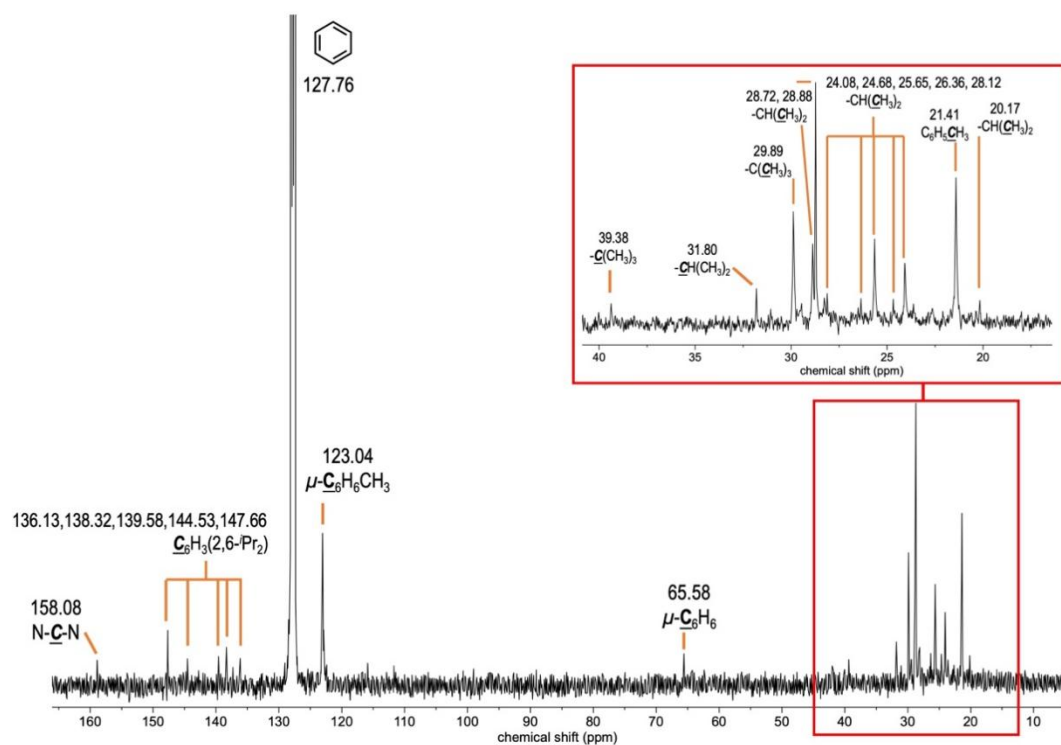 127.76
24.08, 24.68, 25.65, 26.36, 28.12
-CH(CH₃)₂
28.72, 28.88
-CH(CH₃)₂
20.17
-CH(CH₃)₂
21.41
C₆H₅CH₃
29.89
-C(CH₃)₃
39.38
-C(CH₃)₃
31.80
-CH(CH₃)₂
40 35 30 25 20
chemical shift (ppm)
123.04
μ-C₆H₆CH₃
136.13,138.32,139.58,144.53,147.66
C₆H₃(2,6-ⁱPr₂)
158.08
N-C-N
65.58
μ-C₆H₆
160 150 140 130 120 110 100 90 80 70 60 50 40 30 20 10
chemical shift (ppm)